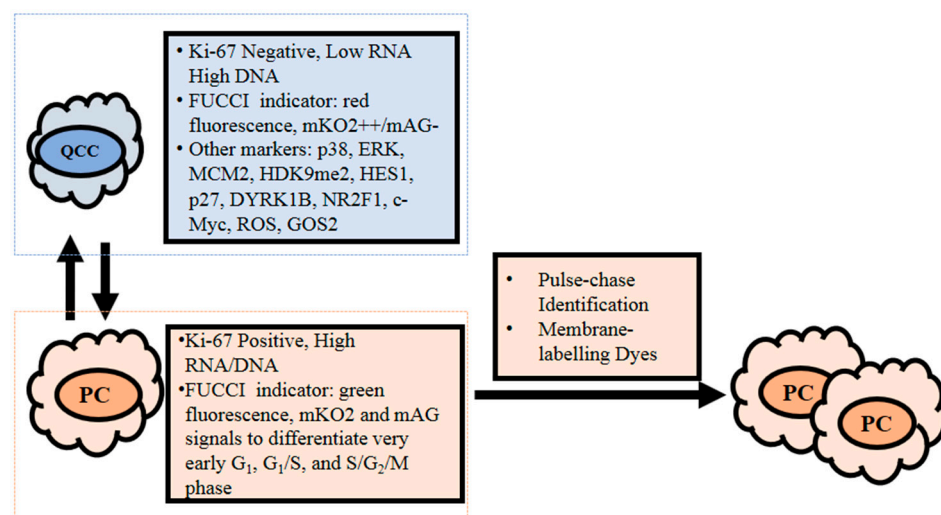 QCC
• Ki-67 Negative, Low RNA
High DNA
• FUCCI indicator: red
fluorescence, mKO2++/mAG-
• Other markers: p38, ERK,
MCM2, HDK9me2, HES1,
p27, DYRK1B, NR2F1, c-
Myc, ROS, GOS2
• Pulse-chase
Identification
• Membrane-
labelling Dyes
PC
•Ki-67 Positive, High
RNA/DNA
•FUCCI indicator: green
fluorescence, mKO2 and mAG
signals to differentiate very
early G₁, G₁/S, and S/G₂/M
phase
PC
PC